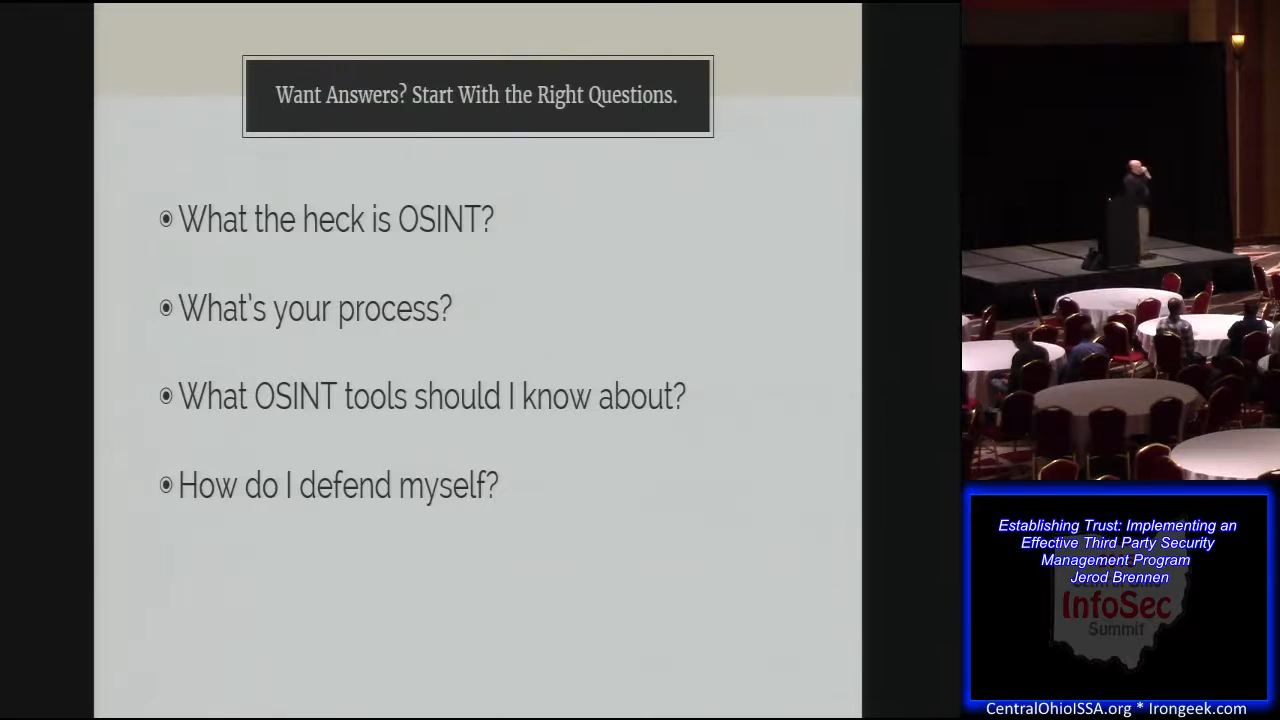 Want Answers? Start With the Right Questions.
What the heck is OSINT?
What's your process?
What OSINT tools should I know about?
How do I defend myself?
Establishing Trust: Implementing an
Effective Third Party Security
Management Program
Jerod Brennen
InfoSec
Summit
CentralOhioISSA.org * Irongeek.com